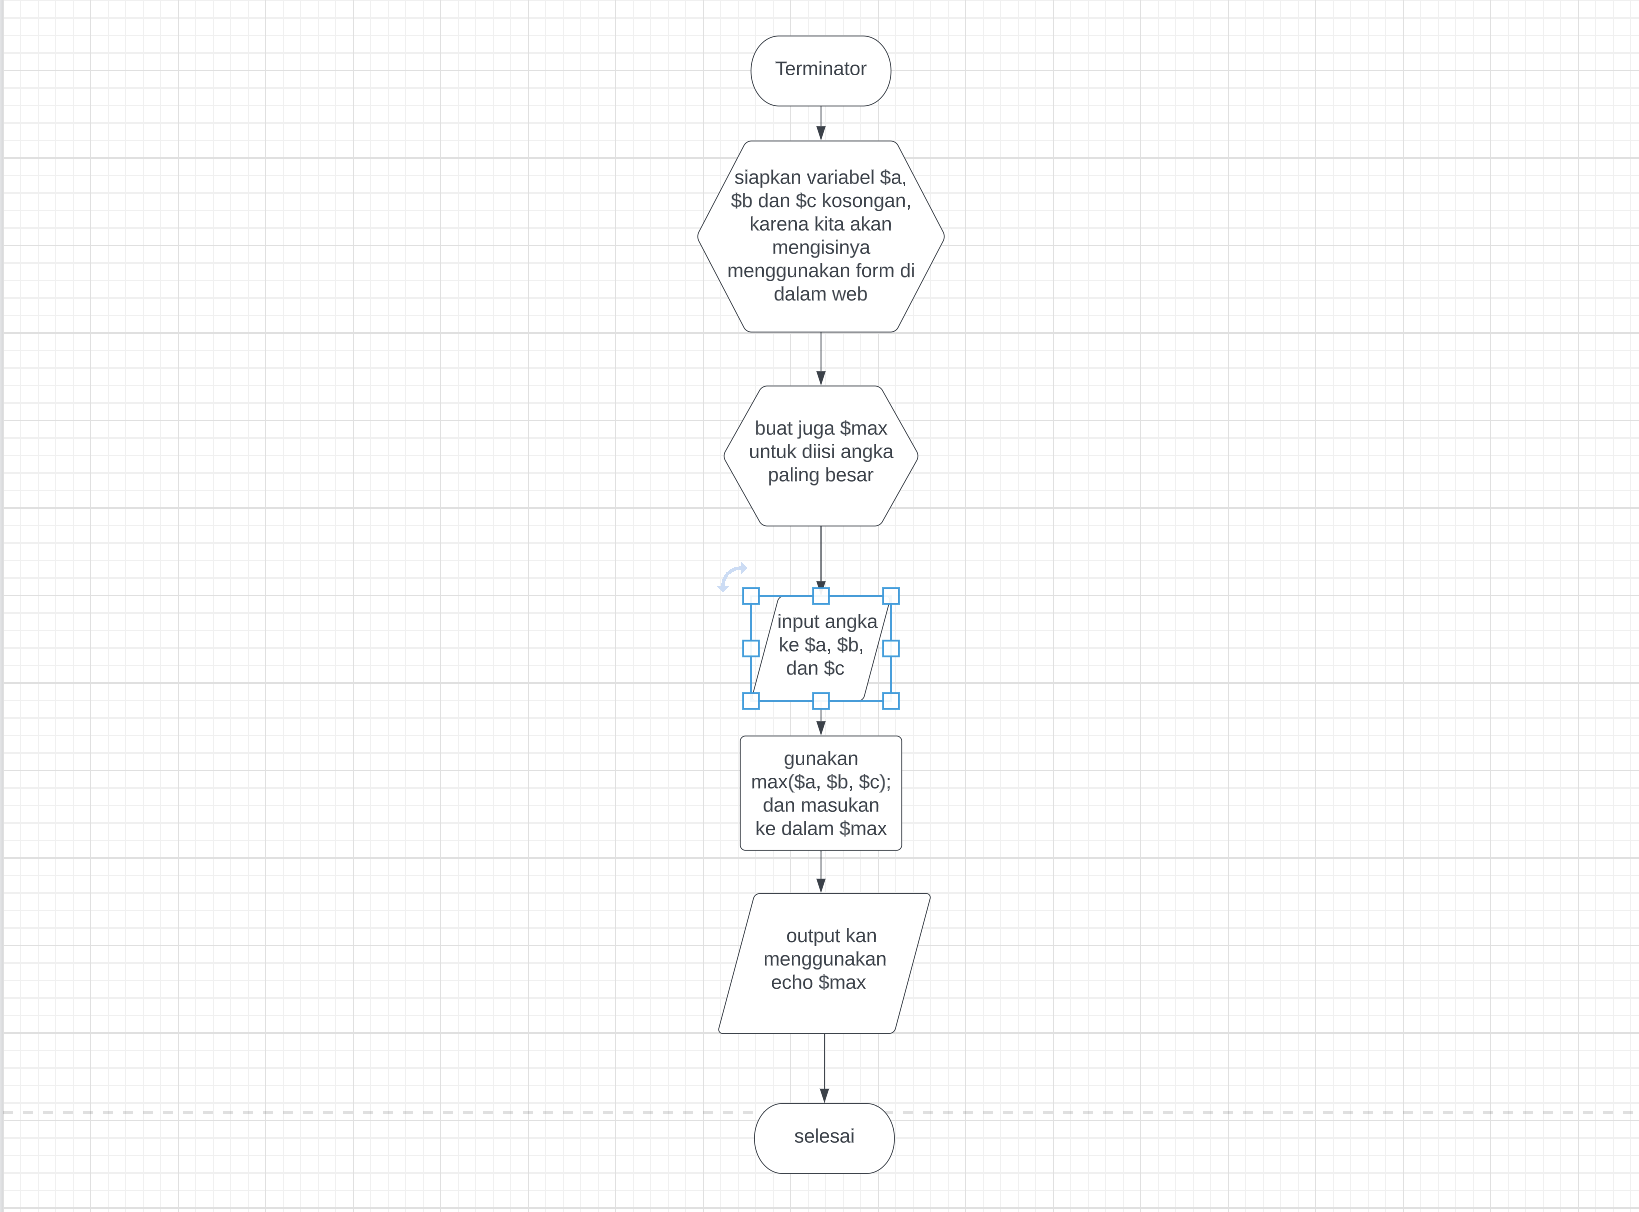 Terminator
siapkan variabel $a,
$b dan $c kosongan,
karena kita akan
mengisinya
menggunakan form di
dalam web
buat juga $max
untuk diisi angka
paling besar
input angka
ke $a, $b,
dan $c
gunakan
max($a, $b, $c);
dan masukan
ke dalam $max
output kan
menggunakan
echo $max
selesai